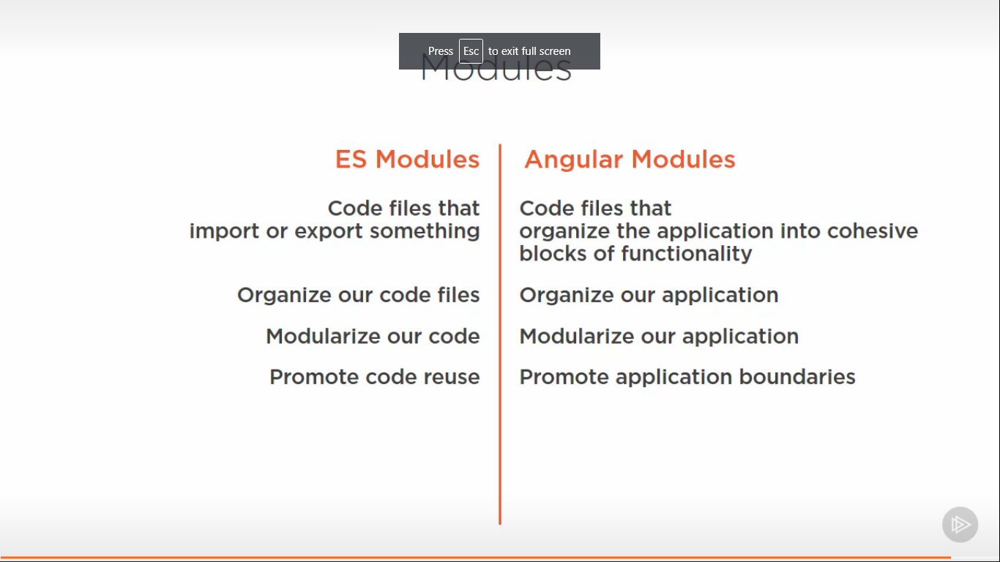 Press Esc to exit full screen
Modules
ES Modules
Code files that
import or export something
Organize our code files
Modularize our code
Promote code reuse
Angular Modules
Code files that
organize the application into cohesive
blocks of functionality
Organize our application
Modularize our application
Promote application boundaries